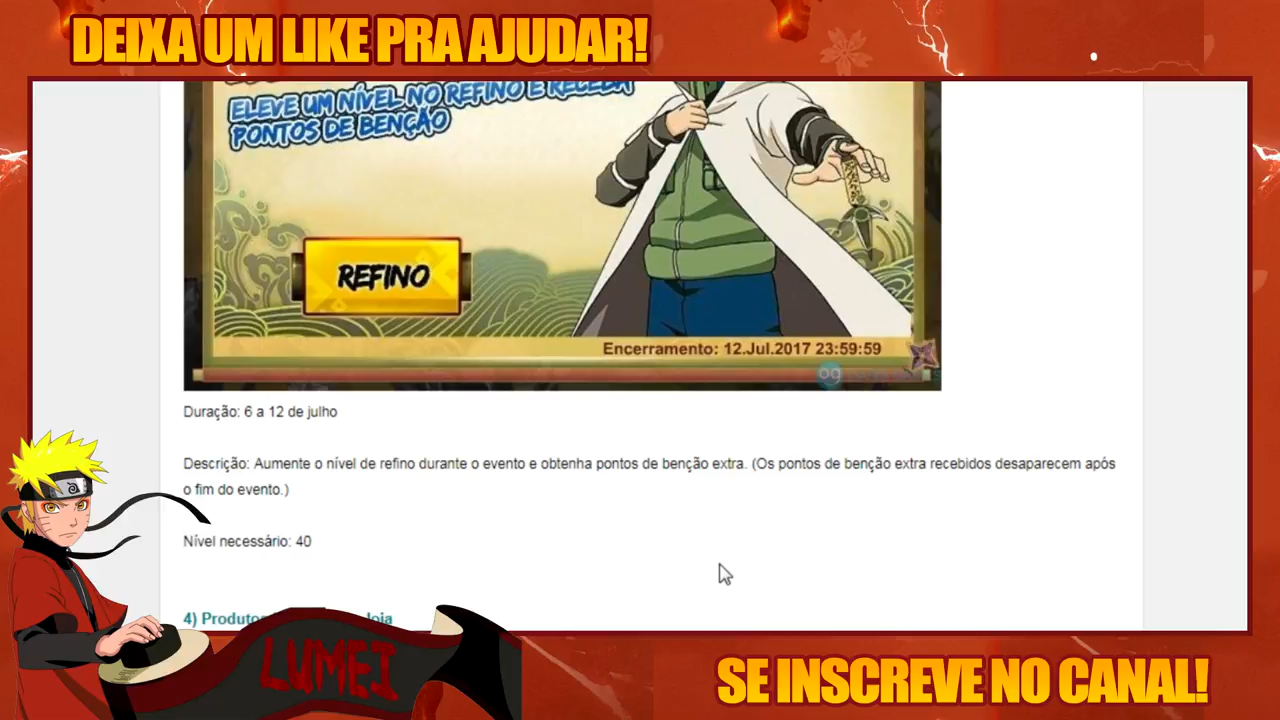 DEIXA UM LIKE PRA AJUDAR!
ELEVE UM NÍVEL NO REFINO E RECEBA
PONTOS DE BENÇÃO
REFINO
Encerramento: 12.Jul.2017 23:59:59
Duração: 6 a 12 de julho
Descrição: Aumente o nível de refino durante o evento e obtenha pontos de benção extra. (Os pontos de benção extra recebidos desaparecem após
o fim do evento.)
Nível necessário: 40
4) Produtos loja
LUMEI
SE INSCREVE NO CANAL!